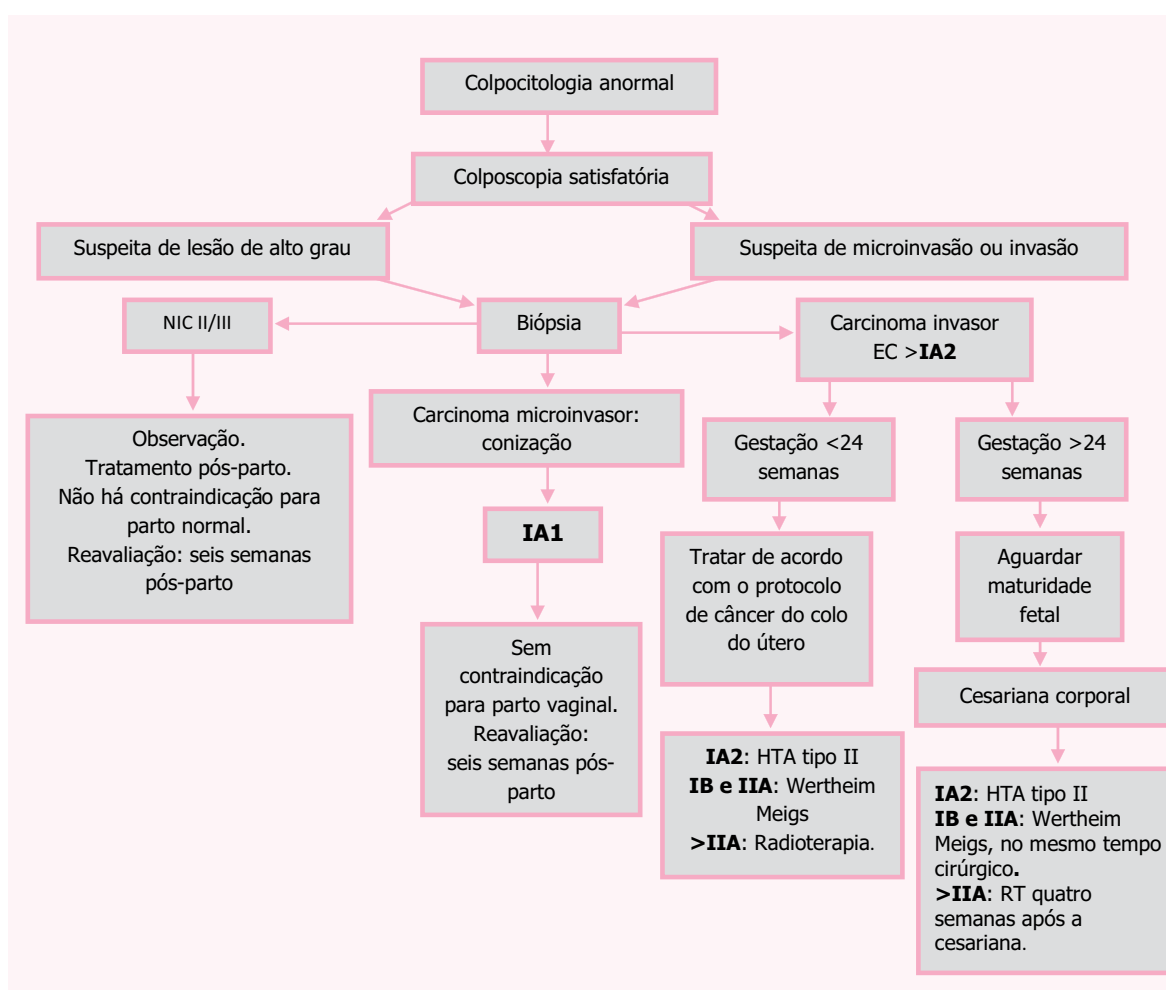 Colpocitologia anormal
Colposcopia satisfatória
Suspeita de lesão de alto grau
Suspeita de microinvasão ou invasão
NIC II/III
Biópsia
Carcinoma invasor
EC >IA2
Observação.
Tratamento pós-parto.
Não há contraindicação para
parto normal.
Reavaliação: seis semanas
pós-parto
Carcinoma microinvasor:
conização
IA1
Sem
contraindicação
para parto vaginal.
Reavaliação:
seis semanas pós-
parto
Gestação <24
semanas
Tratar de acordo
com o protocolo
de câncer do colo
do útero
IA2: HTA tipo II
IB e IIA: Wertheim
Meigs
>IIA: Radioterapia.
Gestação >24
semanas
Aguardar
maturidade
fetal
Cesariana corporal
IA2: HTA tipo II
IB e IIA: Wertheim
Meigs, no mesmo tempo
cirúrgico.
>IIA: RT quatro
semanas após a
cesariana.